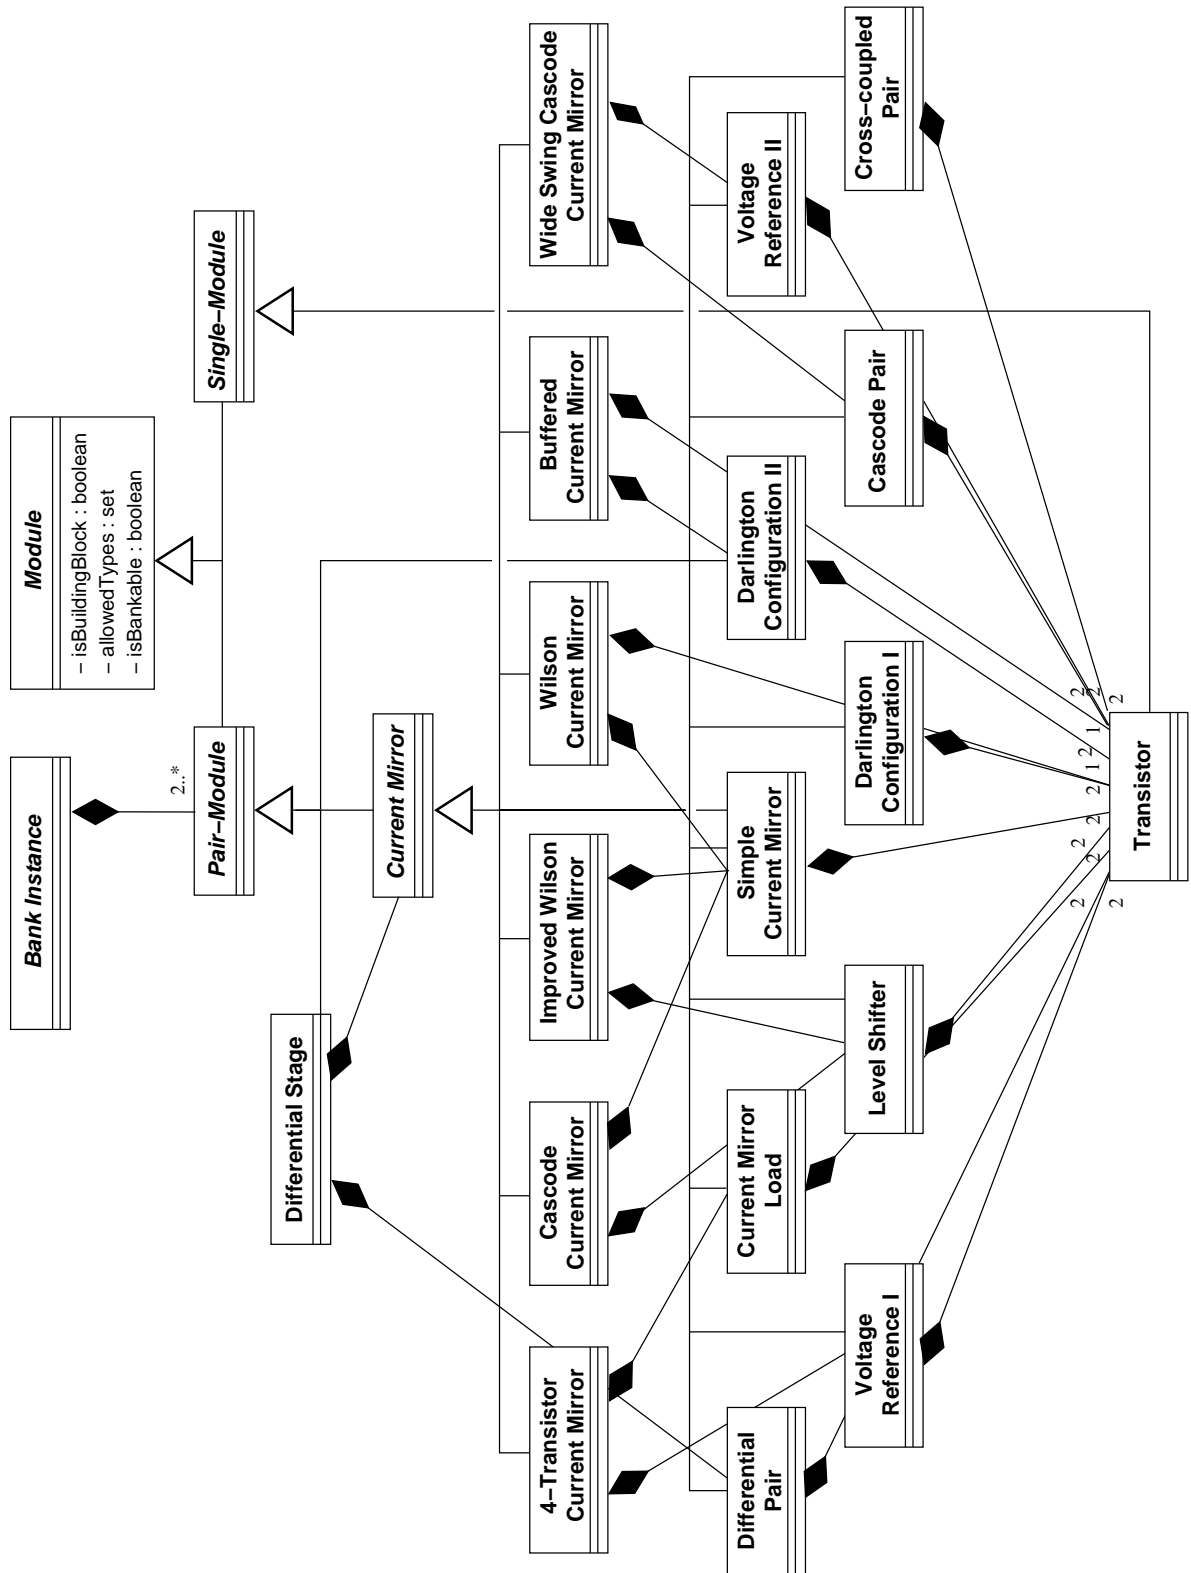 Module
– isBuildingBlock : boolean
– allowedTypes : set
– isBankable : boolean
Bank Instance
2..*
Pair–Module
Single–Module
Differential Stage
Current Mirror
4–Transistor
Current Mirror
Cascode
Current Mirror
Improved Wilson
Current Mirror
Wilson
Current Mirror
Buffered
Current Mirror
Wide Swing Cascode
Current Mirror
Differential
Pair
Current Mirror
Load
Simple
Current Mirror
Darlington
Configuration II
Voltage
Reference II
Voltage
Reference I
Level Shifter
Darlington
Configuration I
Cascode Pair
Cross–coupled
Pair
2
2
2
2
2
2
1
2
1
2
2
2
Transistor